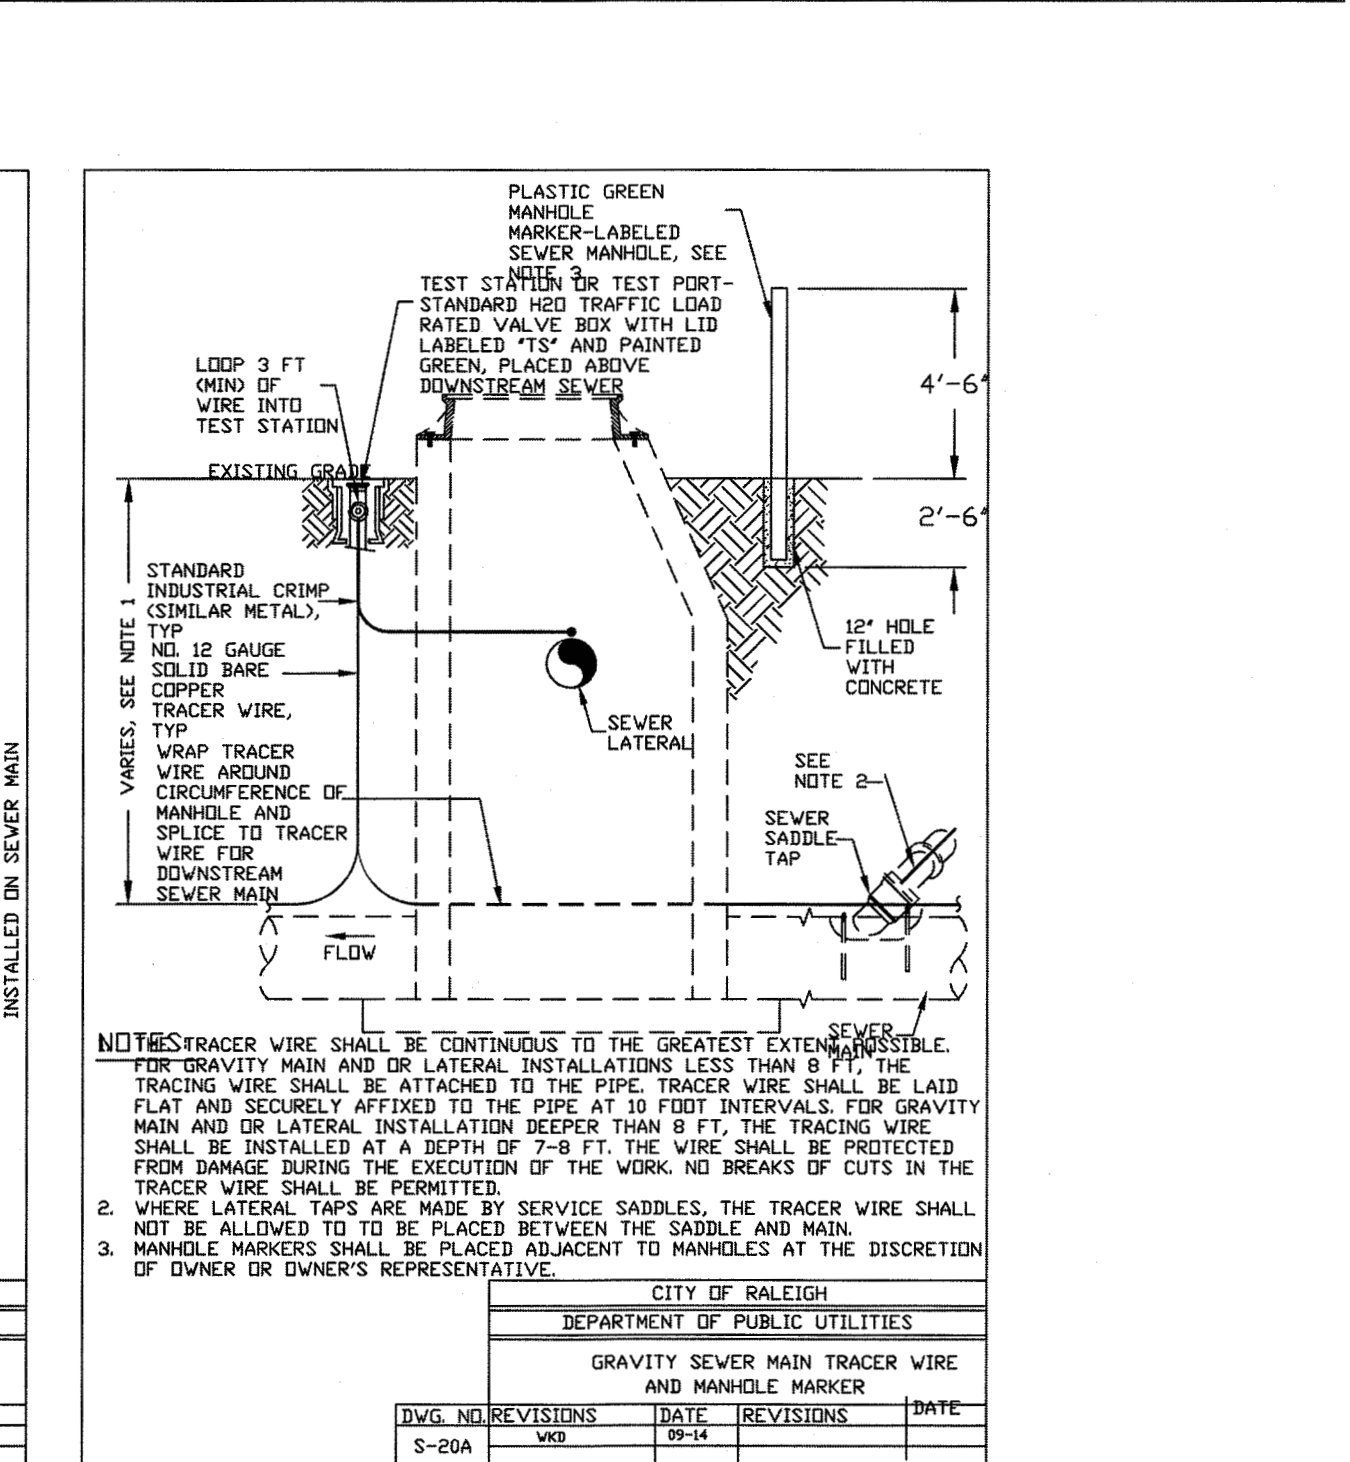 PLASTIC GREEN
MANHOLE
MARKER-LABELED
SEWER MANHOLE, SEE
NOTE 3
TEST STATION OR TEST PORT-
STANDARD H20 TRAFFIC LOAD
RATED VALVE BOX WITH LID
LABELED "TS" AND PAINTED
GREEN, PLACED ABOVE
DOWNSTREAM SEWER
LOOP 3 FT
(MIN) OF
WIRE INTO
TEST STATION
EXISTING GRADE
4'-6"
2'-6"
STANDARD
INDUSTRIAL CRIMP
(SIMILAR METAL),
TYP
NO. 12 GAUGE
SOLID BARE
COPPER
TRACER WIRE,
TYP
WRAP TRACER
WIRE AROUND
CIRCUMFERENCE OF
MANHOLE AND
SPLICE TO TRACER
WIRE FOR
DOWNSTREAM
SEWER MAIN
VARIES, SEE NOTE 1
INSTALLED ON SEWER MAIN
12" HOLE
FILLED
WITH
CONCRETE
SEWER
LATERAL
SEE
NOTE 2
SEWER
SADDLE
TAP
FLOW
SEWER
MAIN
NOTES:
THE TRACER WIRE SHALL BE CONTINUOUS TO THE GREATEST EXTENT POSSIBLE.
FOR GRAVITY MAIN AND OR LATERAL INSTALLATIONS LESS THAN 8 FT, THE
TRACING WIRE SHALL BE ATTACHED TO THE PIPE. TRACER WIRE SHALL BE LAID
FLAT AND SECURELY AFFIXED TO THE PIPE AT 10 FOOT INTERVALS. FOR GRAVITY
MAIN AND OR LATERAL INSTALLATION DEEPER THAN 8 FT, THE TRACING WIRE
SHALL BE INSTALLED AT A DEPTH OF 7-8 FT. THE WIRE SHALL BE PROTECTED
FROM DAMAGE DURING THE EXECUTION OF THE WORK. NO BREAKS OF CUTS IN THE
TRACER WIRE SHALL BE PERMITTED.
2. WHERE LATERAL TAPS ARE MADE BY SERVICE SADDLES, THE TRACER WIRE SHALL
NOT BE ALLOWED TO TO BE PLACED BETWEEN THE SADDLE AND MAIN.
3. MANHOLE MARKERS SHALL BE PLACED ADJACENT TO MANHOLES AT THE DISCRETION
OF OWNER OR OWNER'S REPRESENTATIVE.
CITY OF RALEIGH
DEPARTMENT OF PUBLIC UTILITIES
GRAVITY SEWER MAIN TRACER WIRE
AND MANHOLE MARKER
DWG. NO. REVISIONS DATE REVISIONS DATE
S-20A WKD 09-14